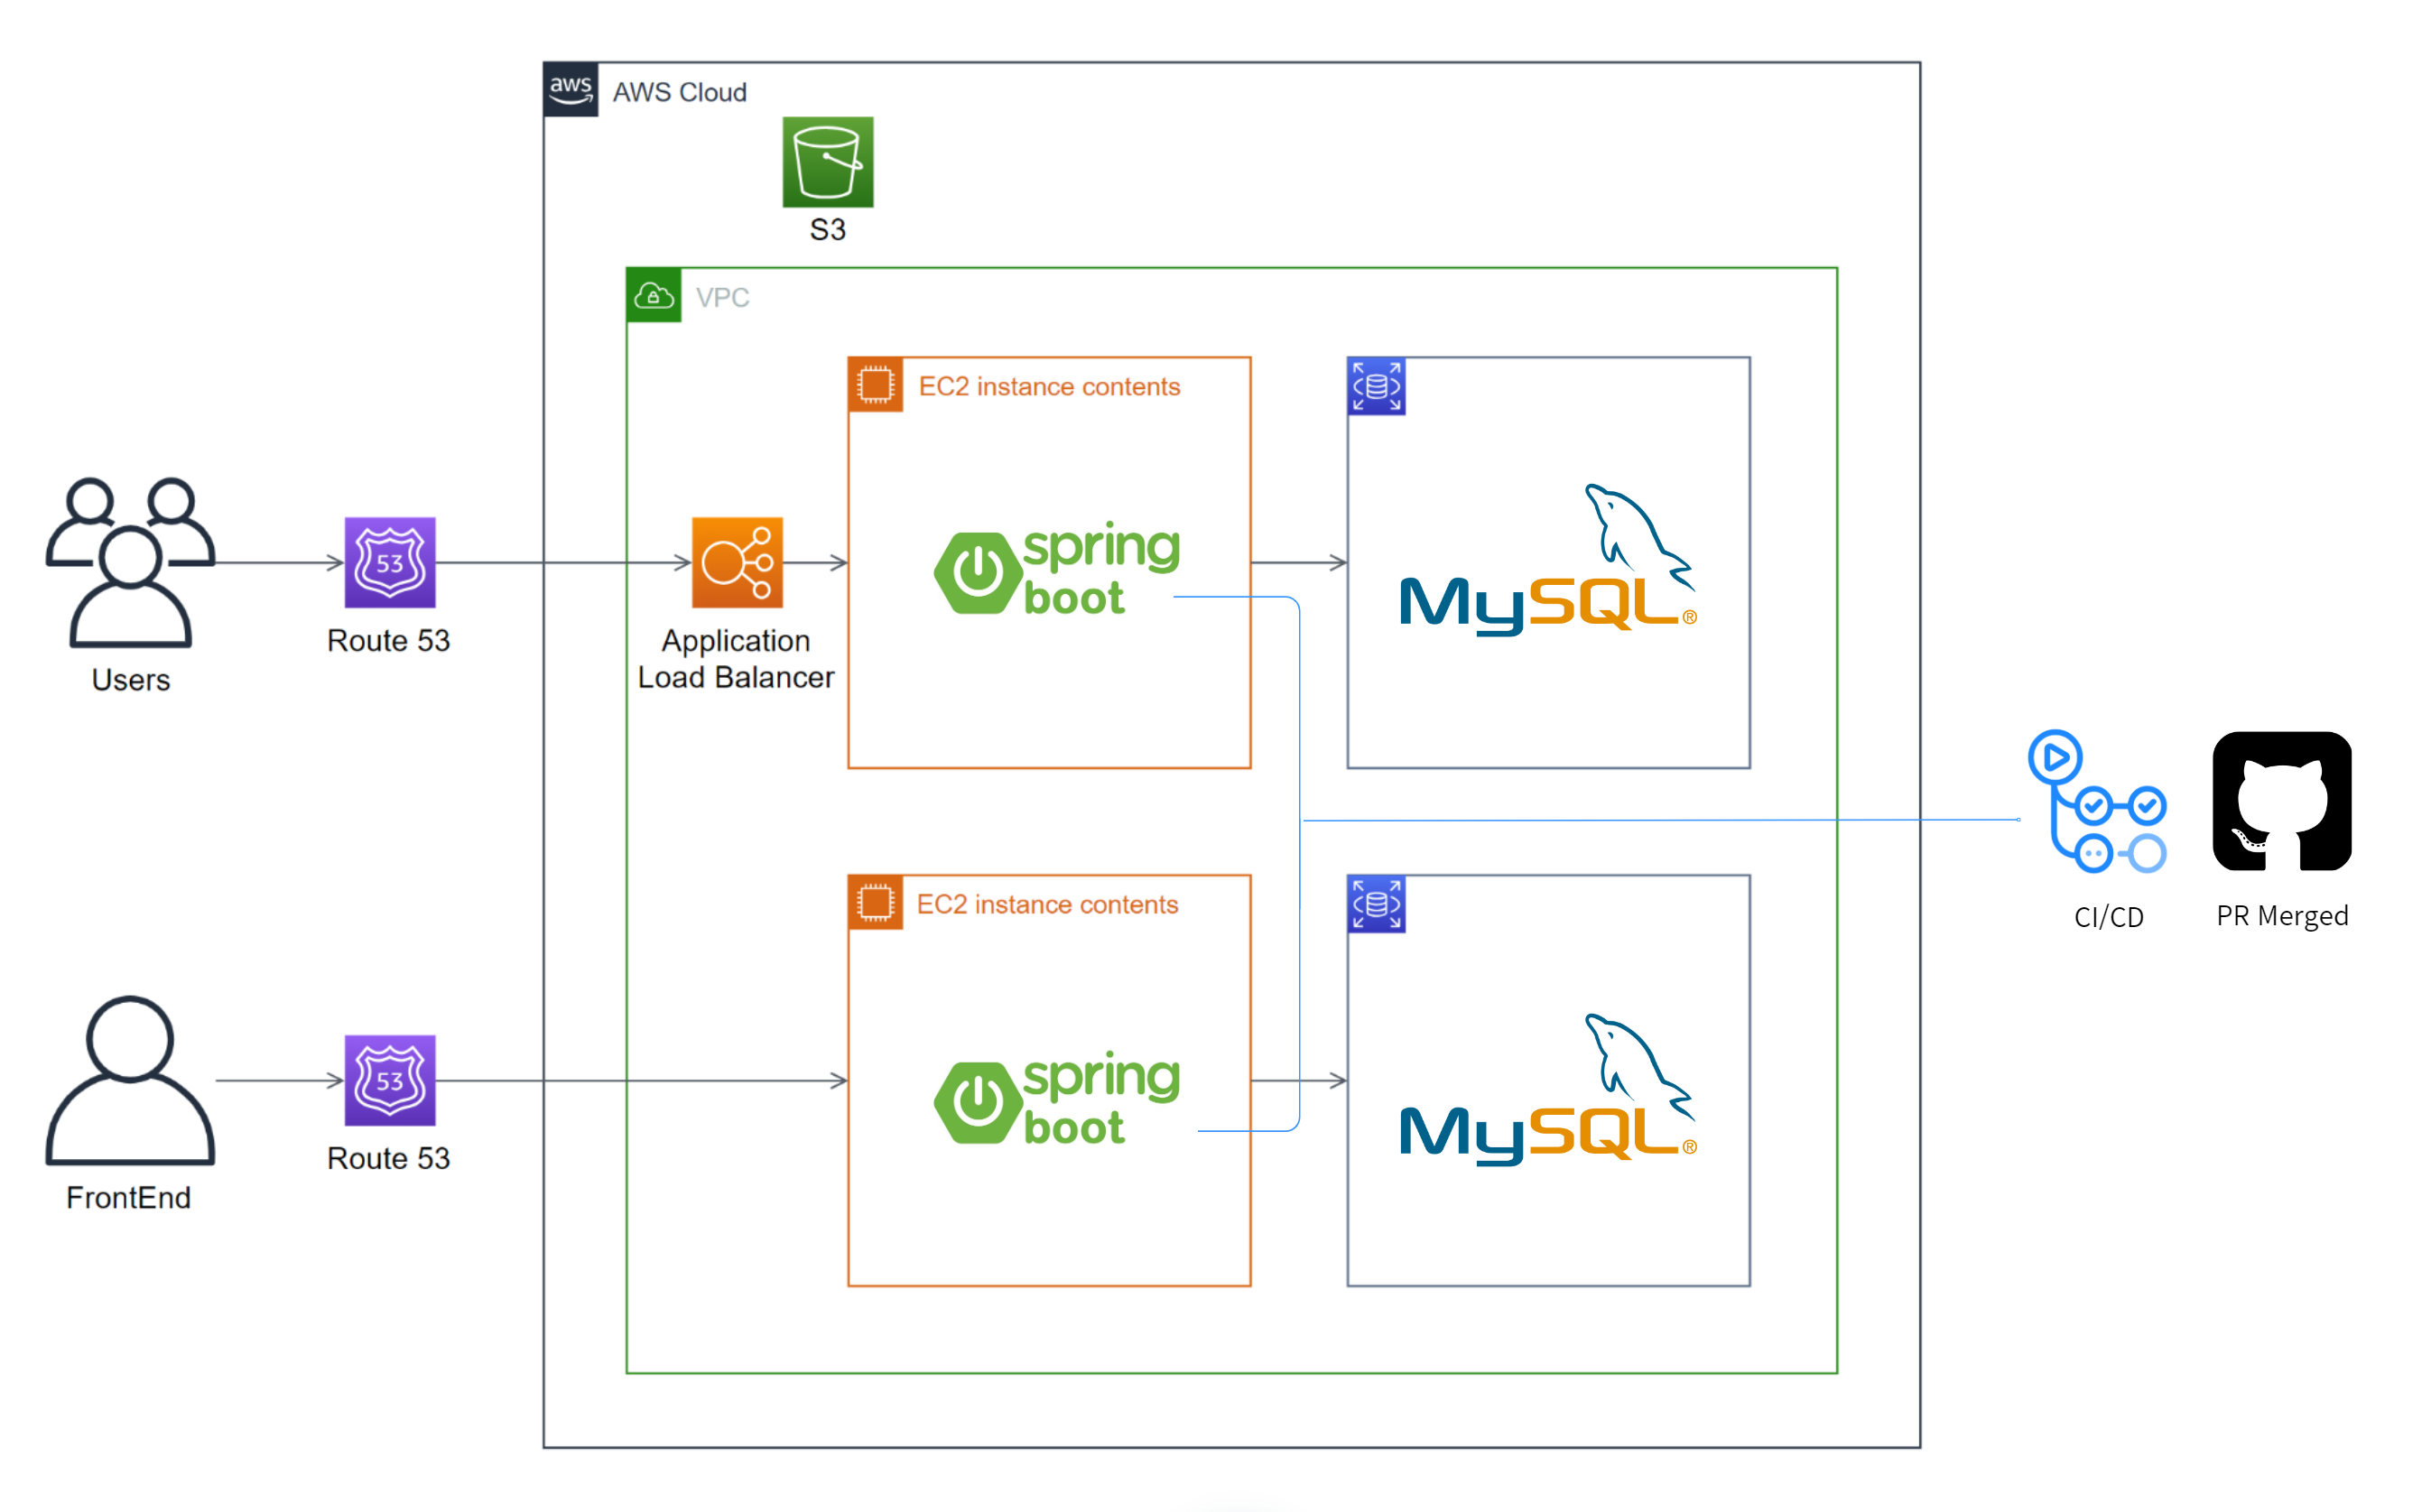 aws
AWS Cloud
S3
VPC
EC2 instance contents
spring
boot
MySQL®
53
Route 53
Users
Application
Load Balancer
CI/CD
PR Merged
EC2 instance contents
spring
boot
MySQL®
53
Route 53
FrontEnd